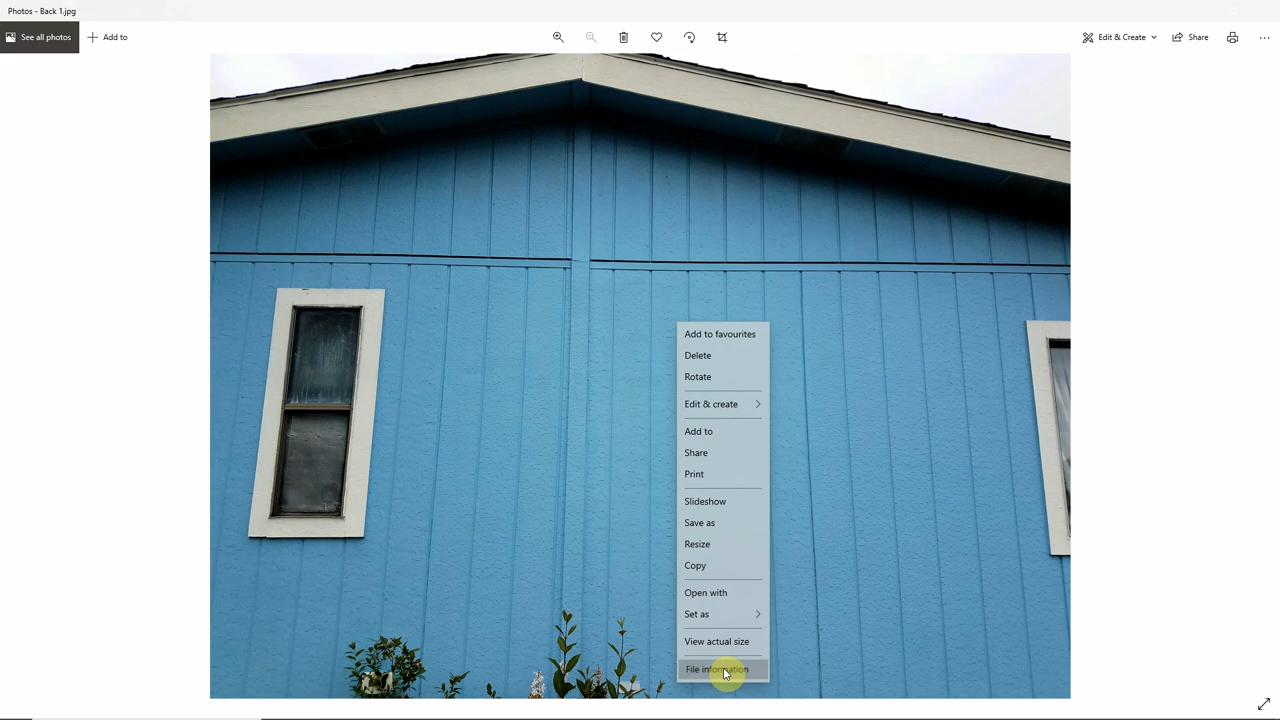 Photos - Back 1.jpg
See all photos
Add to
Edit & Create
Share
Add to favourites
Delete
Rotate
Edit & create
Add to
Share
Print
Slideshow
Save as
Resize
Copy
Open with
Set as
View actual size
File information